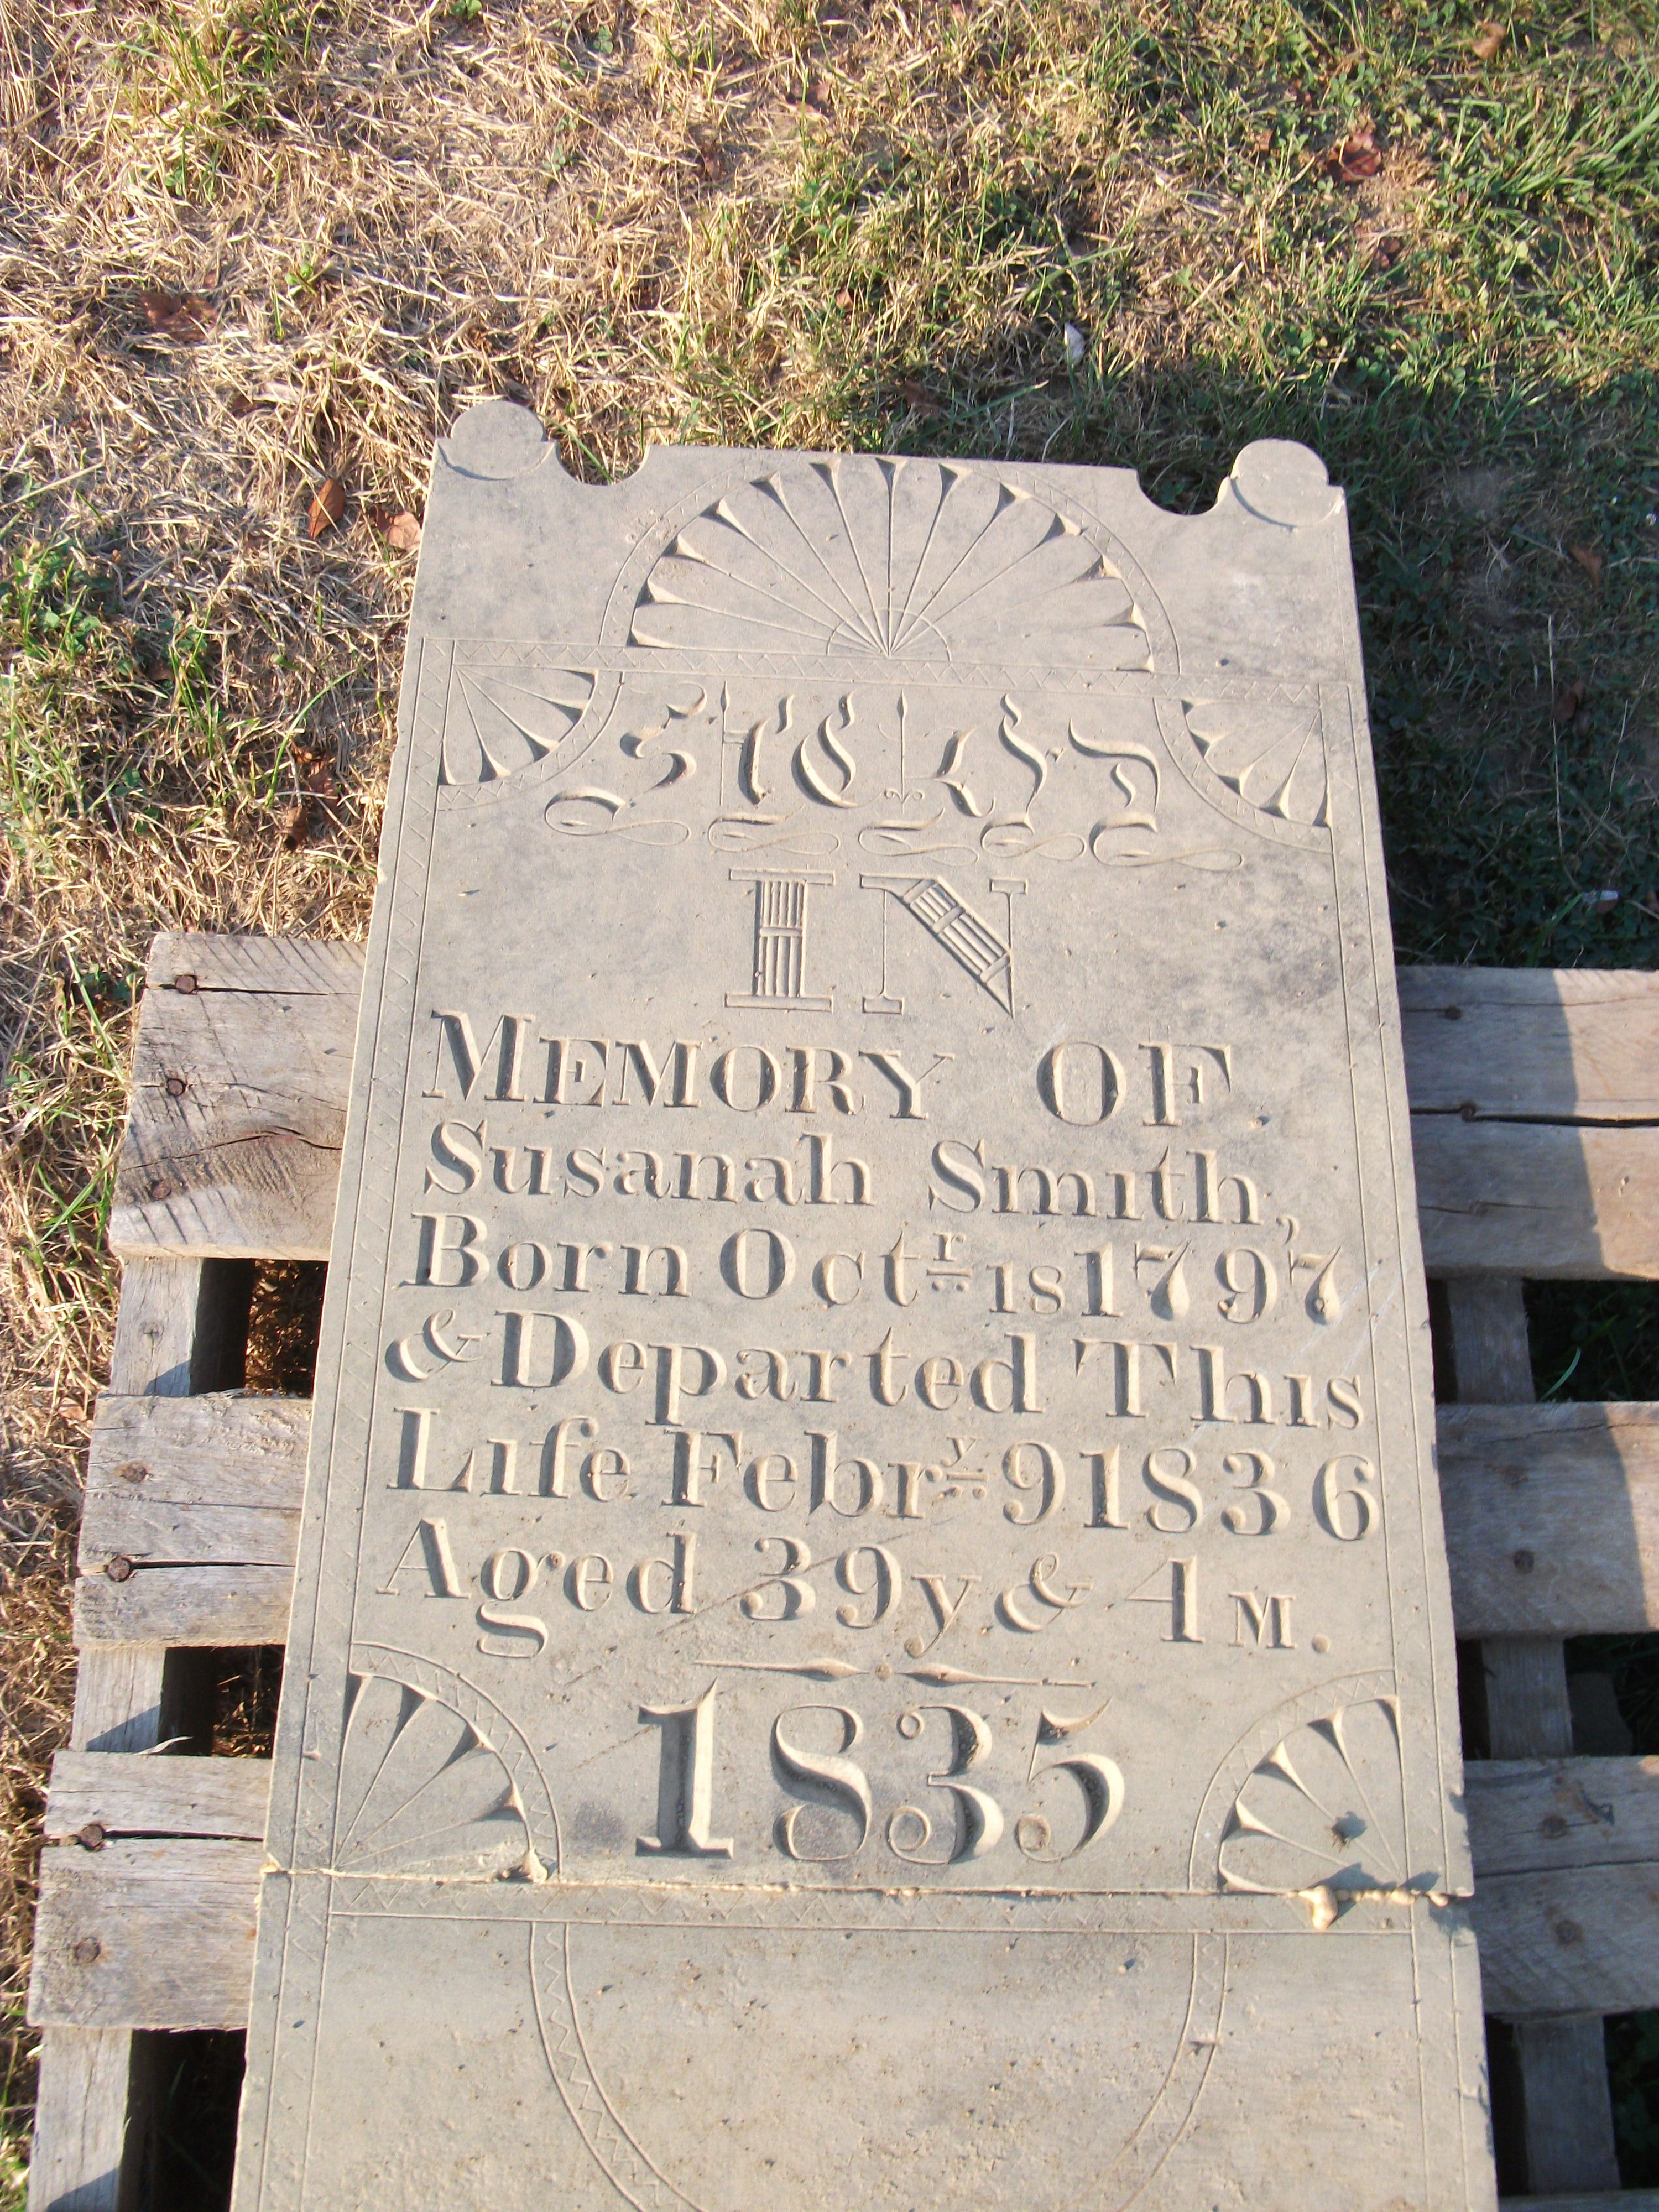 SACRED
IN
MEMORY OF.
Susanah Smith,
Born Octr 18 1797
& Departed This
Life Febry 9 1836
Aged 39y & 4M.
1835